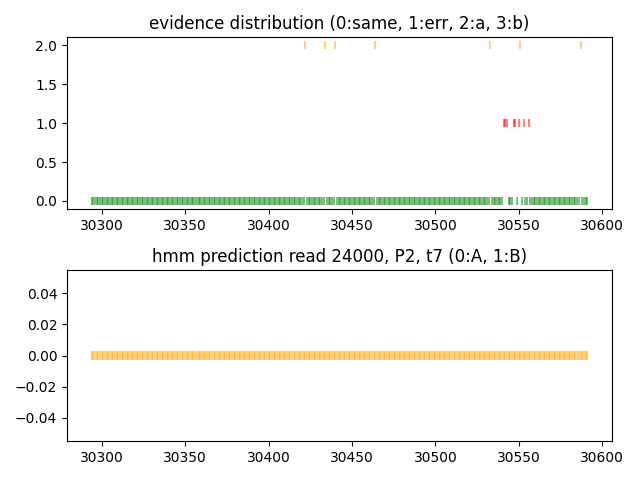 evidence distribution (0:same, 1:err, 2:a, 3:b)
2.0
1.5
1.0
0.5
0.0
30300 30350 30400 30450 30500 30550 30600
hmm prediction read 24000, P2, t7 (0:A, 1:B)
0.04
0.02
0.00
−0.02
−0.04
30300 30350 30400 30450 30500 30550 30600